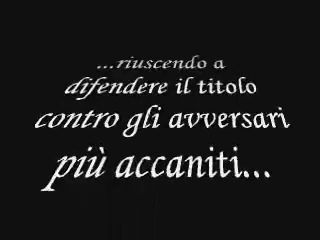 ...riuscendo a
difendere il titolo
contro gli avversari
più accaniti...